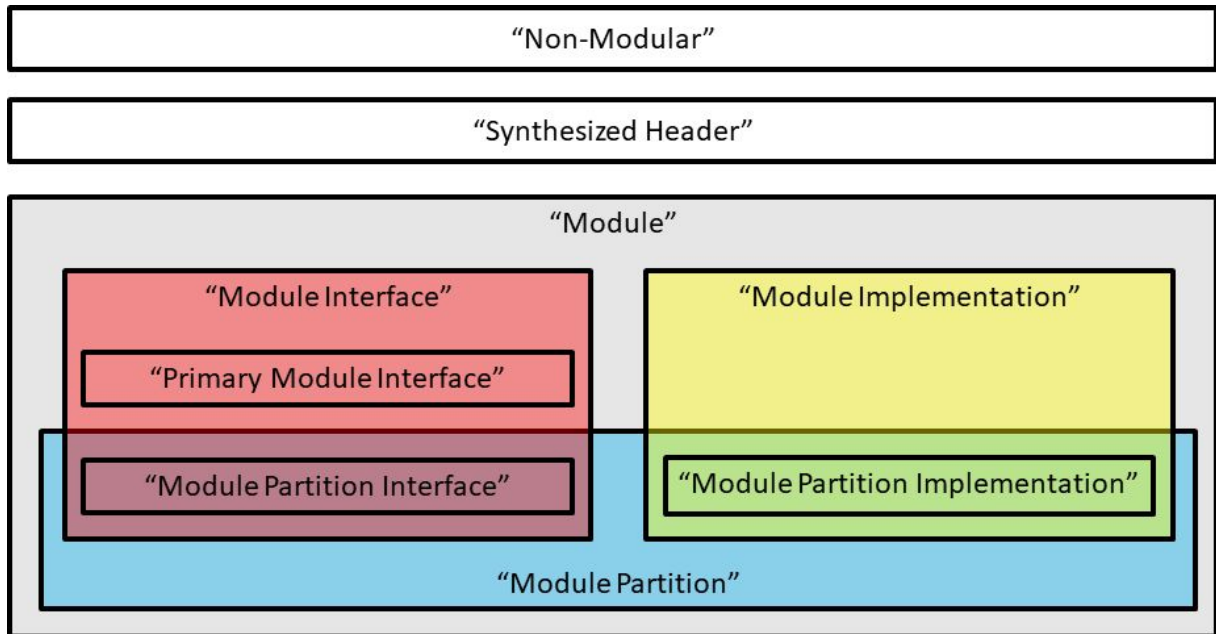 “Non-Modular”
“Synthesized Header”
“Module”
“Module Interface”
“Module Implementation”
“Primary Module Interface”
“Module Partition Interface”
“Module Partition Implementation”
“Module Partition”